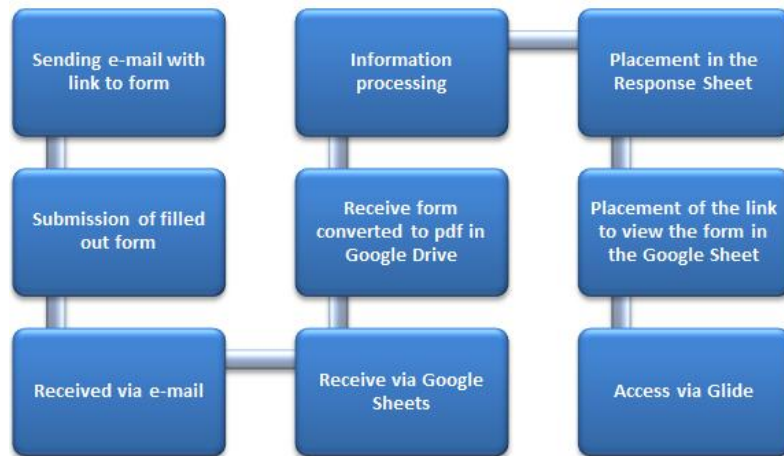 Sending e-mail with
link to form
Submission of filled
out form
Received via e-mail
Receive via Google
Sheets
Receive form
converted to pdf in
Google Drive
Information
processing
Placement in the
Response Sheet
Placement of the link
to view the form in
the Google Sheet
Access via Glide